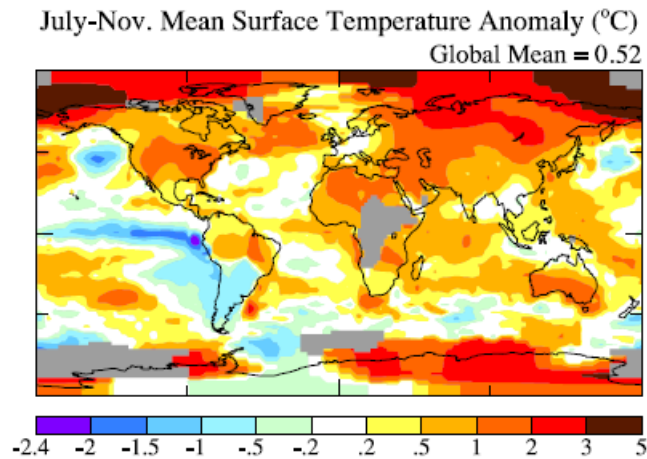 July-Nov. Mean Surface Temperature Anomaly (°C)
Global Mean = 0.52
-2.4 -2 -1.5 -1 -.5 -.2 .2 .5 1 2 3 5